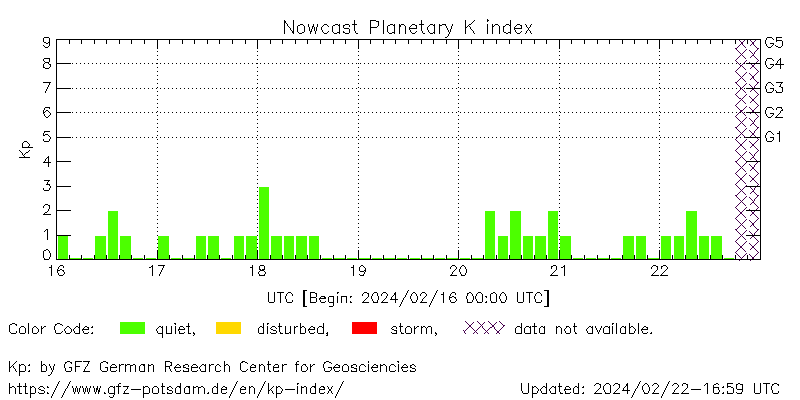 Nowcast Planetary K index
9 G5
8 G4
7 G3
6 G2
5 G1
4
Kp
3
2
1
0
16 17 18 19 20 21 22
UTC [Begin: 2024/02/16 00:00 UTC]
Color Code: quiet, disturbed, storm, data not available.
Kp: by GFZ German Research Center for Geosciencies
https://www.gfz-potsdam.de/en/kp-index/ Updated: 2024/02/22-16:59 UTC